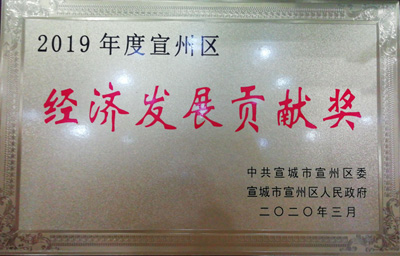 2019年度宣州区
经济发展贡献奖
中共宣城市宣州区委
宣城市宣州区人民政府
二〇二〇年三月